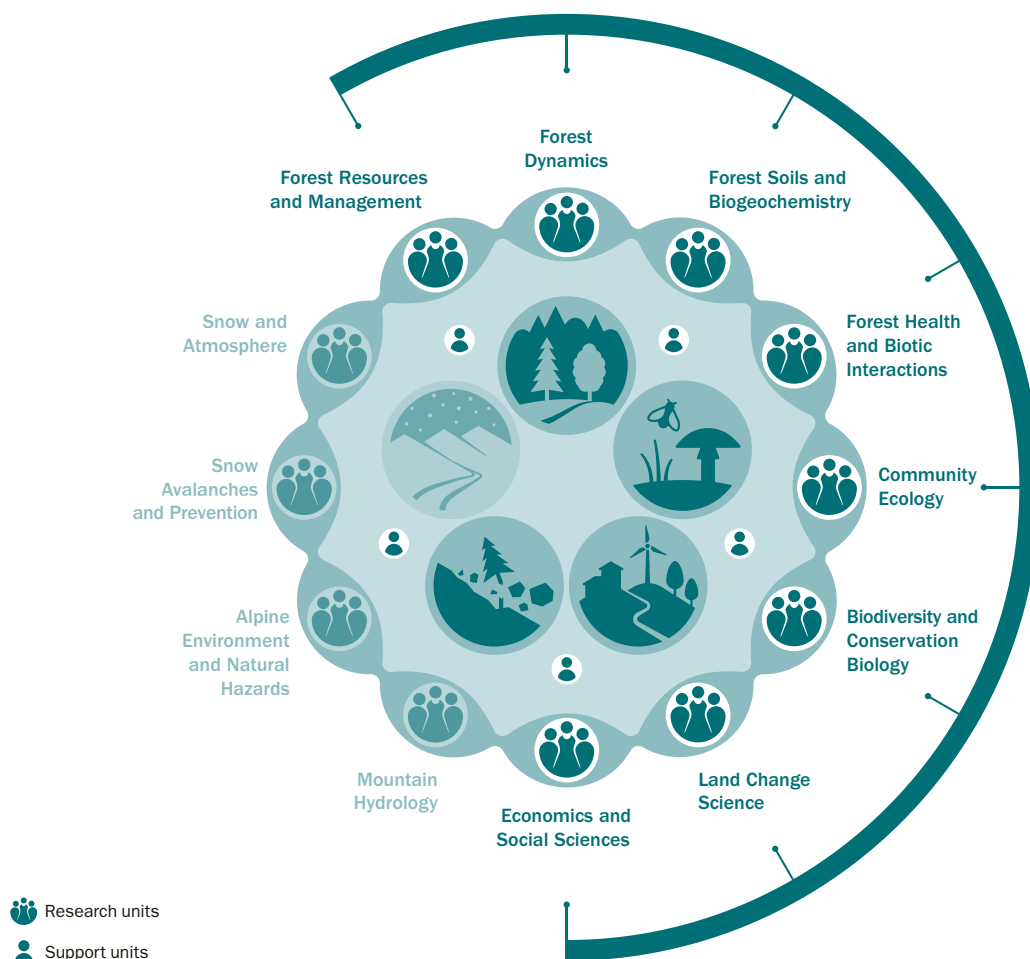 Forest
Dynamics
Forest Resources
and Management
Forest Soils and
Biogeochemistry
Snow and
Atmosphere
Forest Health
and Biotic
Interactions
Snow
Avalanches
and Prevention
Community
Ecology
Alpine
Environment
and Natural
Hazards
Biodiversity and
Conservation
Biology
Mountain
Hydrology
Land Change
Science
Economics and
Social Sciences
Research units
Support units